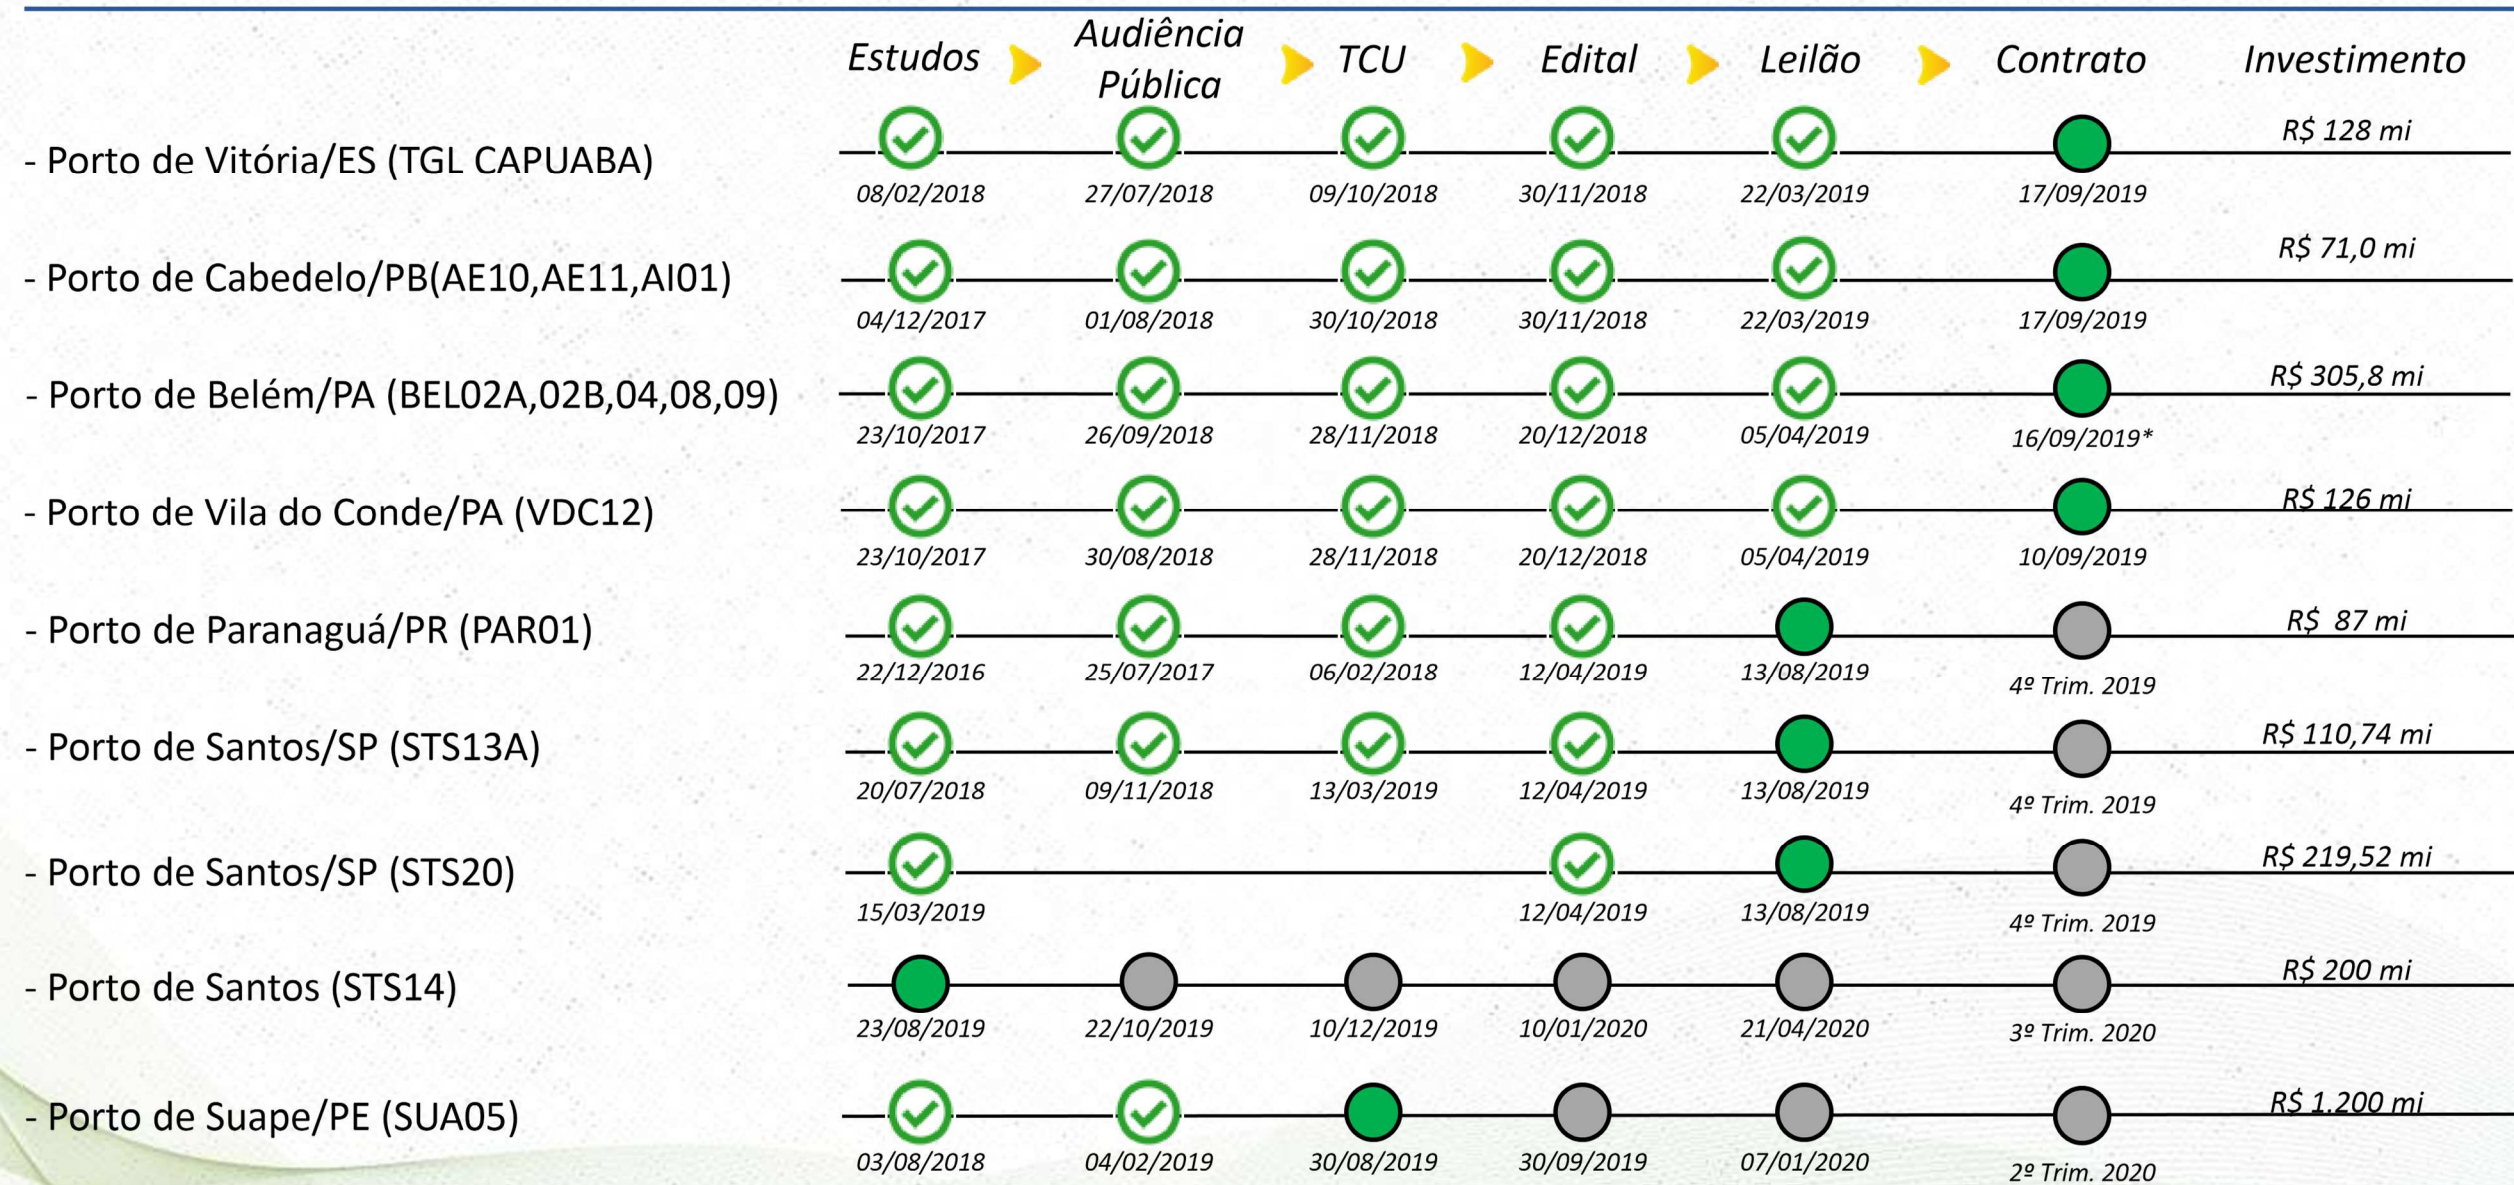 Estudos Audiência Pública TCU Edital Leilão Contrato Investimento
- Porto de Vitória/ES (TGL CAPUABA) R$ 128 mi
08/02/2018 27/07/2018 09/10/2018 30/11/2018 22/03/2019 17/09/2019
- Porto de Cabedelo/PB(AE10,AE11,AI01) R$ 71,0 mi
04/12/2017 01/08/2018 30/10/2018 30/11/2018 22/03/2019 17/09/2019
- Porto de Belém/PA (BEL02A,02B,04,08,09) R$ 305,8 mi
23/10/2017 26/09/2018 28/11/2018 20/12/2018 05/04/2019 16/09/2019*
- Porto de Vila do Conde/PA (VDC12) R$ 126 mi
23/10/2017 30/08/2018 28/11/2018 20/12/2018 05/04/2019 10/09/2019
- Porto de Paranaguá/PR (PAR01) R$ 87 mi
22/12/2016 25/07/2017 06/02/2018 12/04/2019 13/08/2019 4º Trim. 2019
- Porto de Santos/SP (STS13A) R$ 110,74 mi
20/07/2018 09/11/2018 13/03/2019 12/04/2019 13/08/2019 4º Trim. 2019
- Porto de Santos/SP (STS20) R$ 219,52 mi
15/03/2019 12/04/2019 13/08/2019 4º Trim. 2019
- Porto de Santos (STS14) R$ 200 mi
23/08/2019 22/10/2019 10/12/2019 10/01/2020 21/04/2020 3º Trim. 2020
- Porto de Suape/PE (SUA05) R$ 1.200 mi
03/08/2018 04/02/2019 30/08/2019 30/09/2019 07/01/2020 2º Trim. 2020